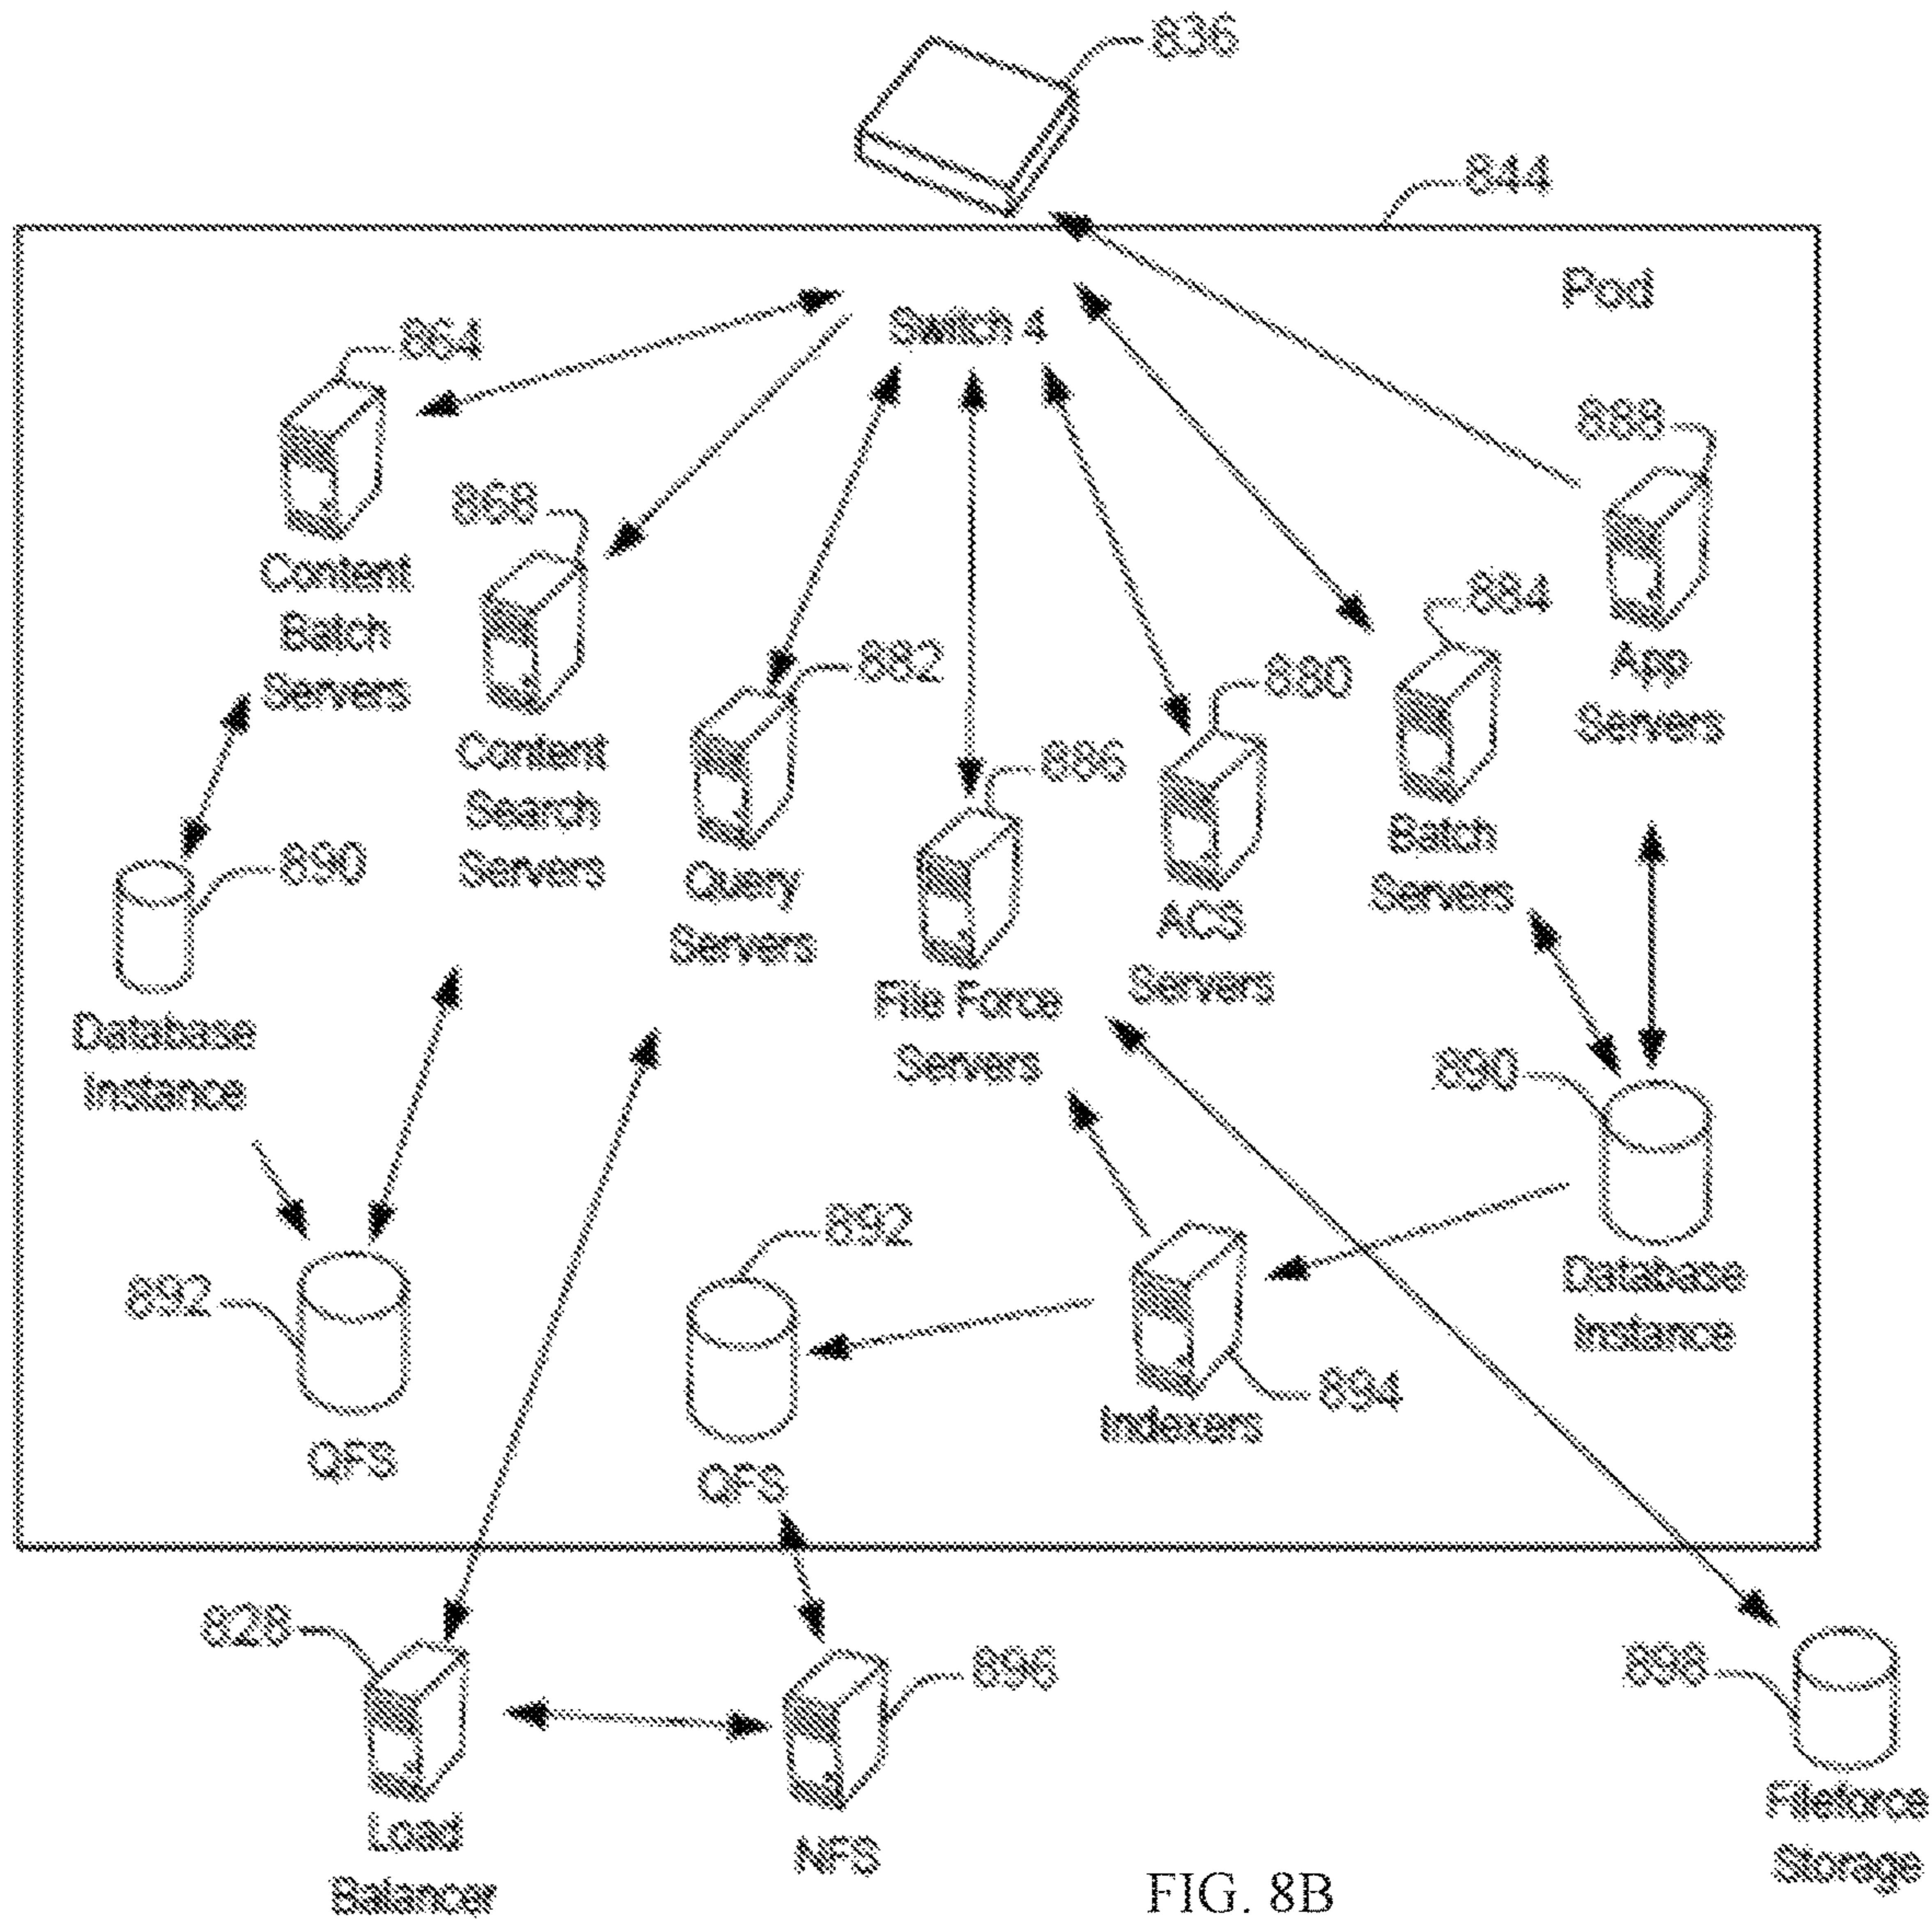 836
844
Pod
Switch 4
864
Content
Batch
Servers
868
Content
Search
Servers
882
Query
Servers
886
File Force
Servers
880
ACS
Servers
884
Batch
Servers
888
App
Servers
890
Database
Instance
890
Database
Instance
892
QFS
892
QFS
894
Indexers
828
Load
Balancer
896
NFS
898
Fileforce
Storage
FIG. 8B